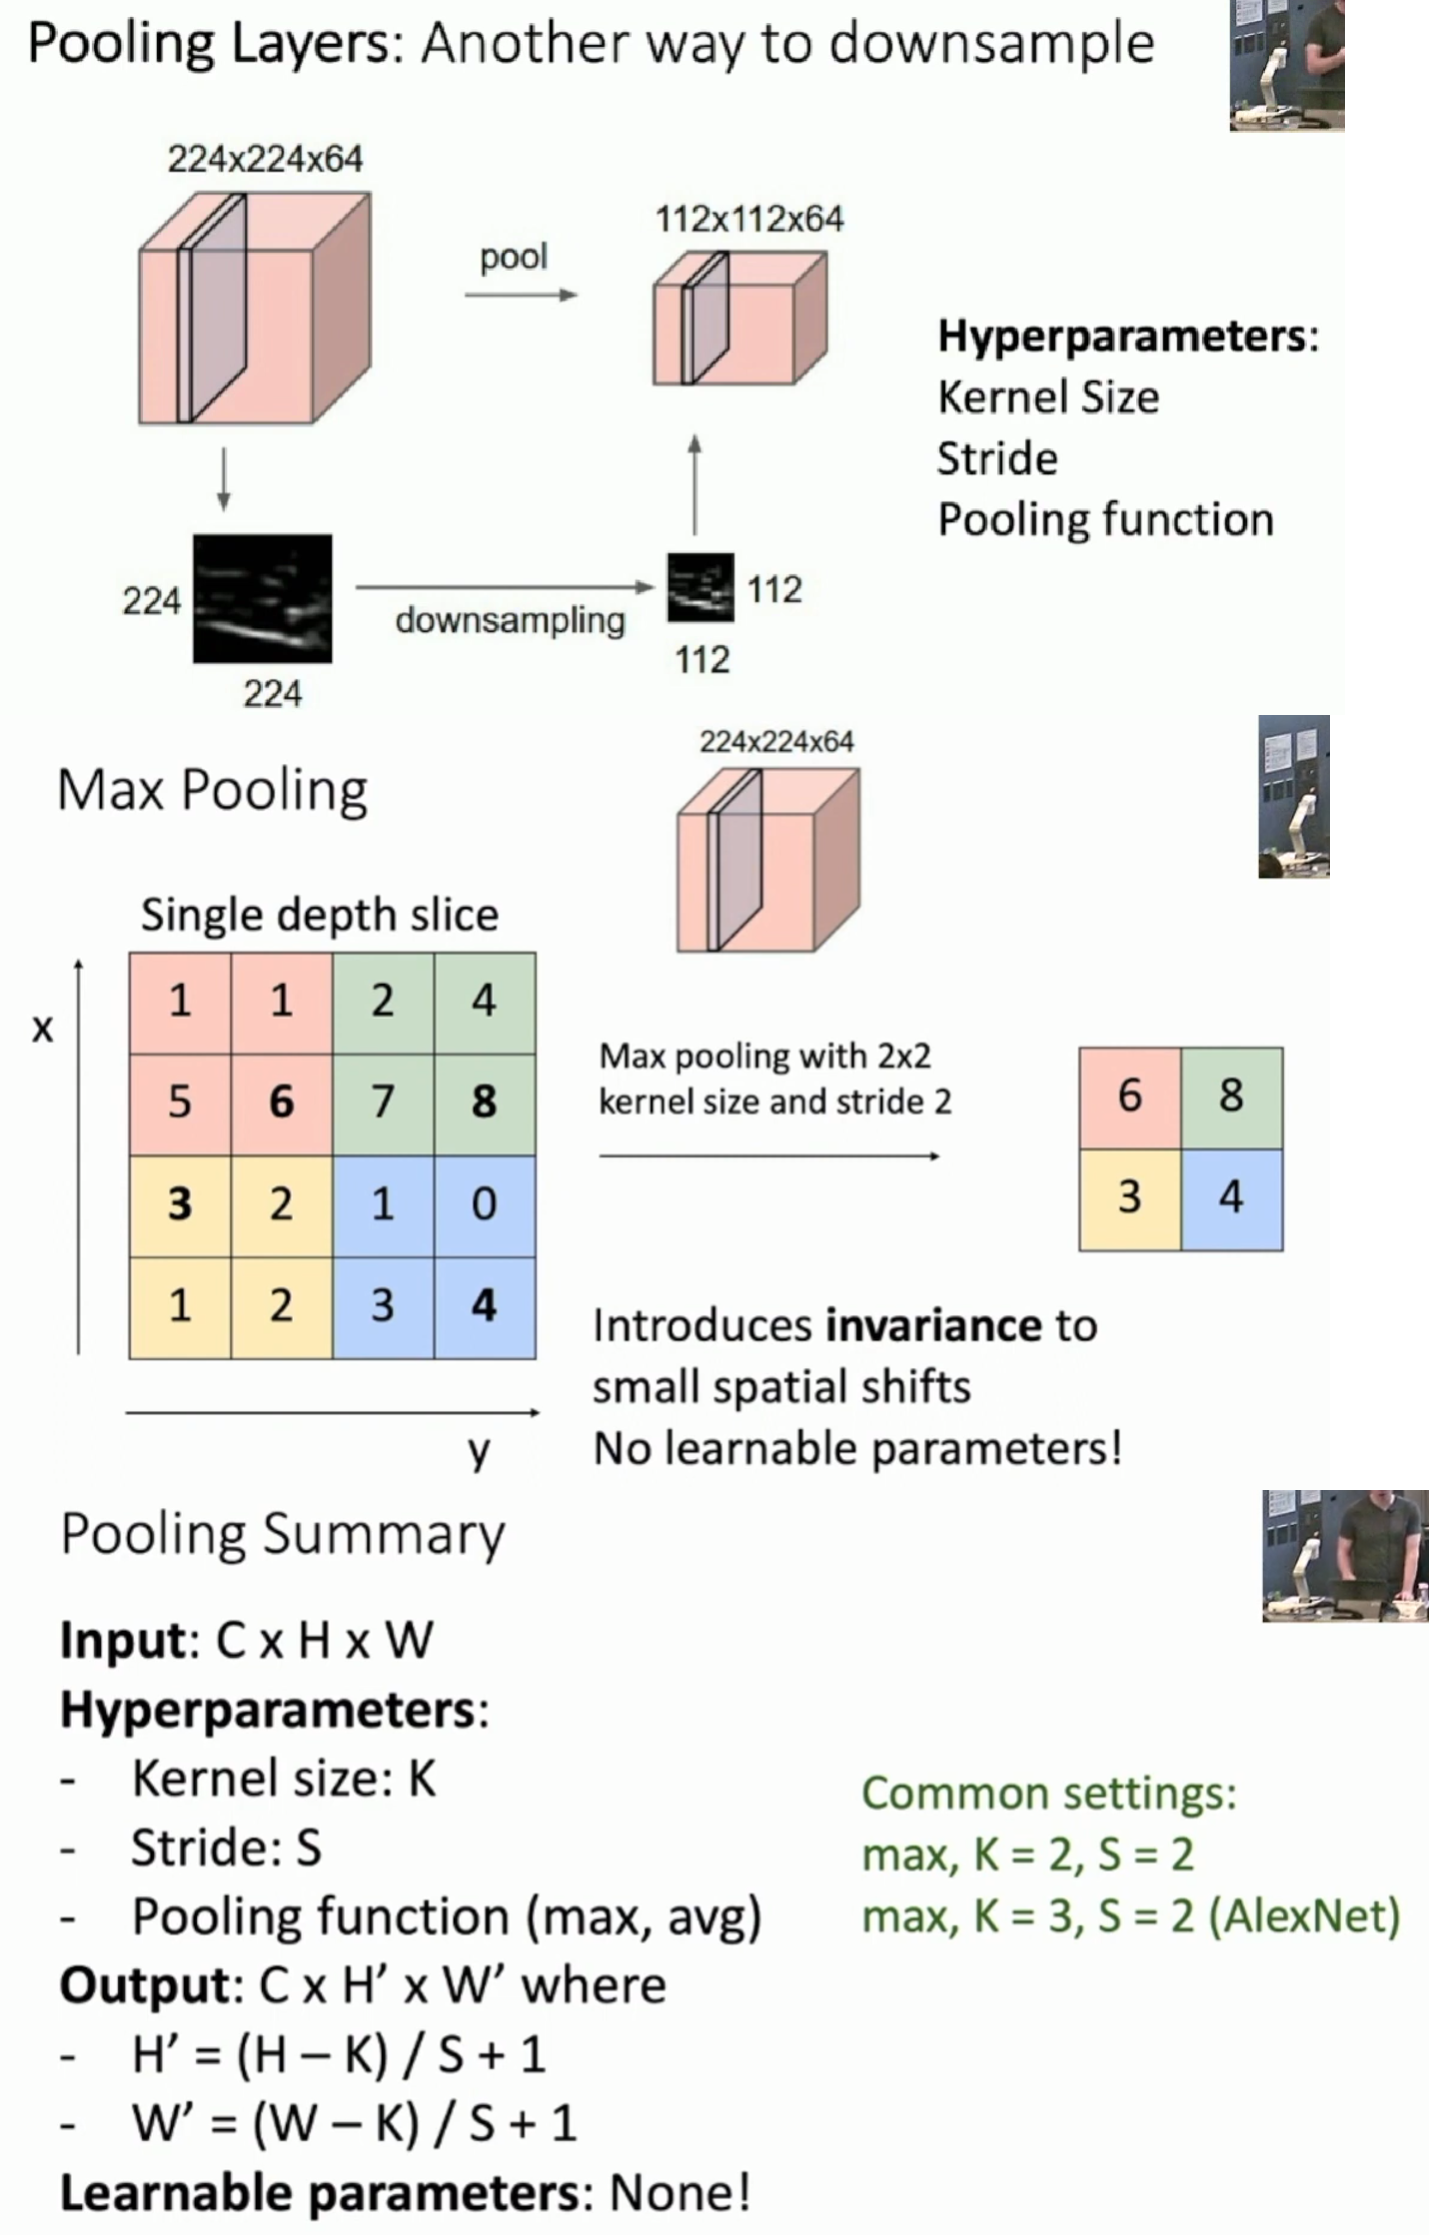 Pooling Layers: Another way to downsample
224x224x64
112x112x64
pool
Hyperparameters:
Kernel Size
Stride
Pooling function
224
downsampling
112
112
224
Max Pooling
224x224x64
Single depth slice
x
1 1 2 4
5 6 7 8
3 2 1 0
1 2 3 4
y
Max pooling with 2x2
kernel size and stride 2
6 8
3 4
Introduces invariance to
small spatial shifts
No learnable parameters!
Pooling Summary
Input: C x H x W
Hyperparameters:
- Kernel size: K
- Stride: S
- Pooling function (max, avg)
Common settings:
max, K = 2, S = 2
max, K = 3, S = 2 (AlexNet)
Output: C x H’ x W’ where
- H’ = (H – K) / S + 1
- W’ = (W – K) / S + 1
Learnable parameters: None!